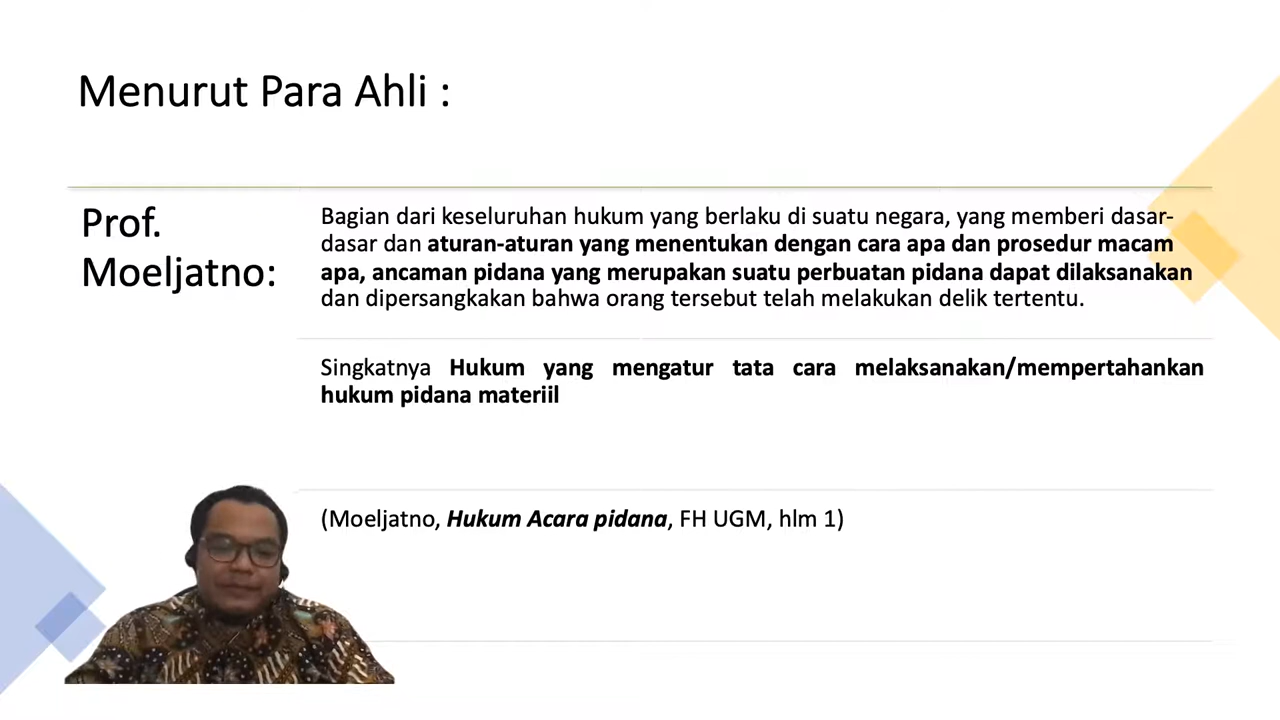 Menurut Para Ahli :
Prof.
Moeljatno:
Bagian dari keseluruhan hukum yang berlaku di suatu negara, yang memberi dasar-
dasar dan aturan-aturan yang menentukan dengan cara apa dan prosedur macam
apa, ancaman pidana yang merupakan suatu perbuatan pidana dapat dilaksanakan
dan dipersangkakan bahwa orang tersebut telah melakukan delik tertentu.
Singkatnya Hukum yang mengatur tata cara melaksanakan/mempertahankan
hukum pidana materiil
(Moeljatno, Hukum Acara pidana, FH UGM, hlm 1)